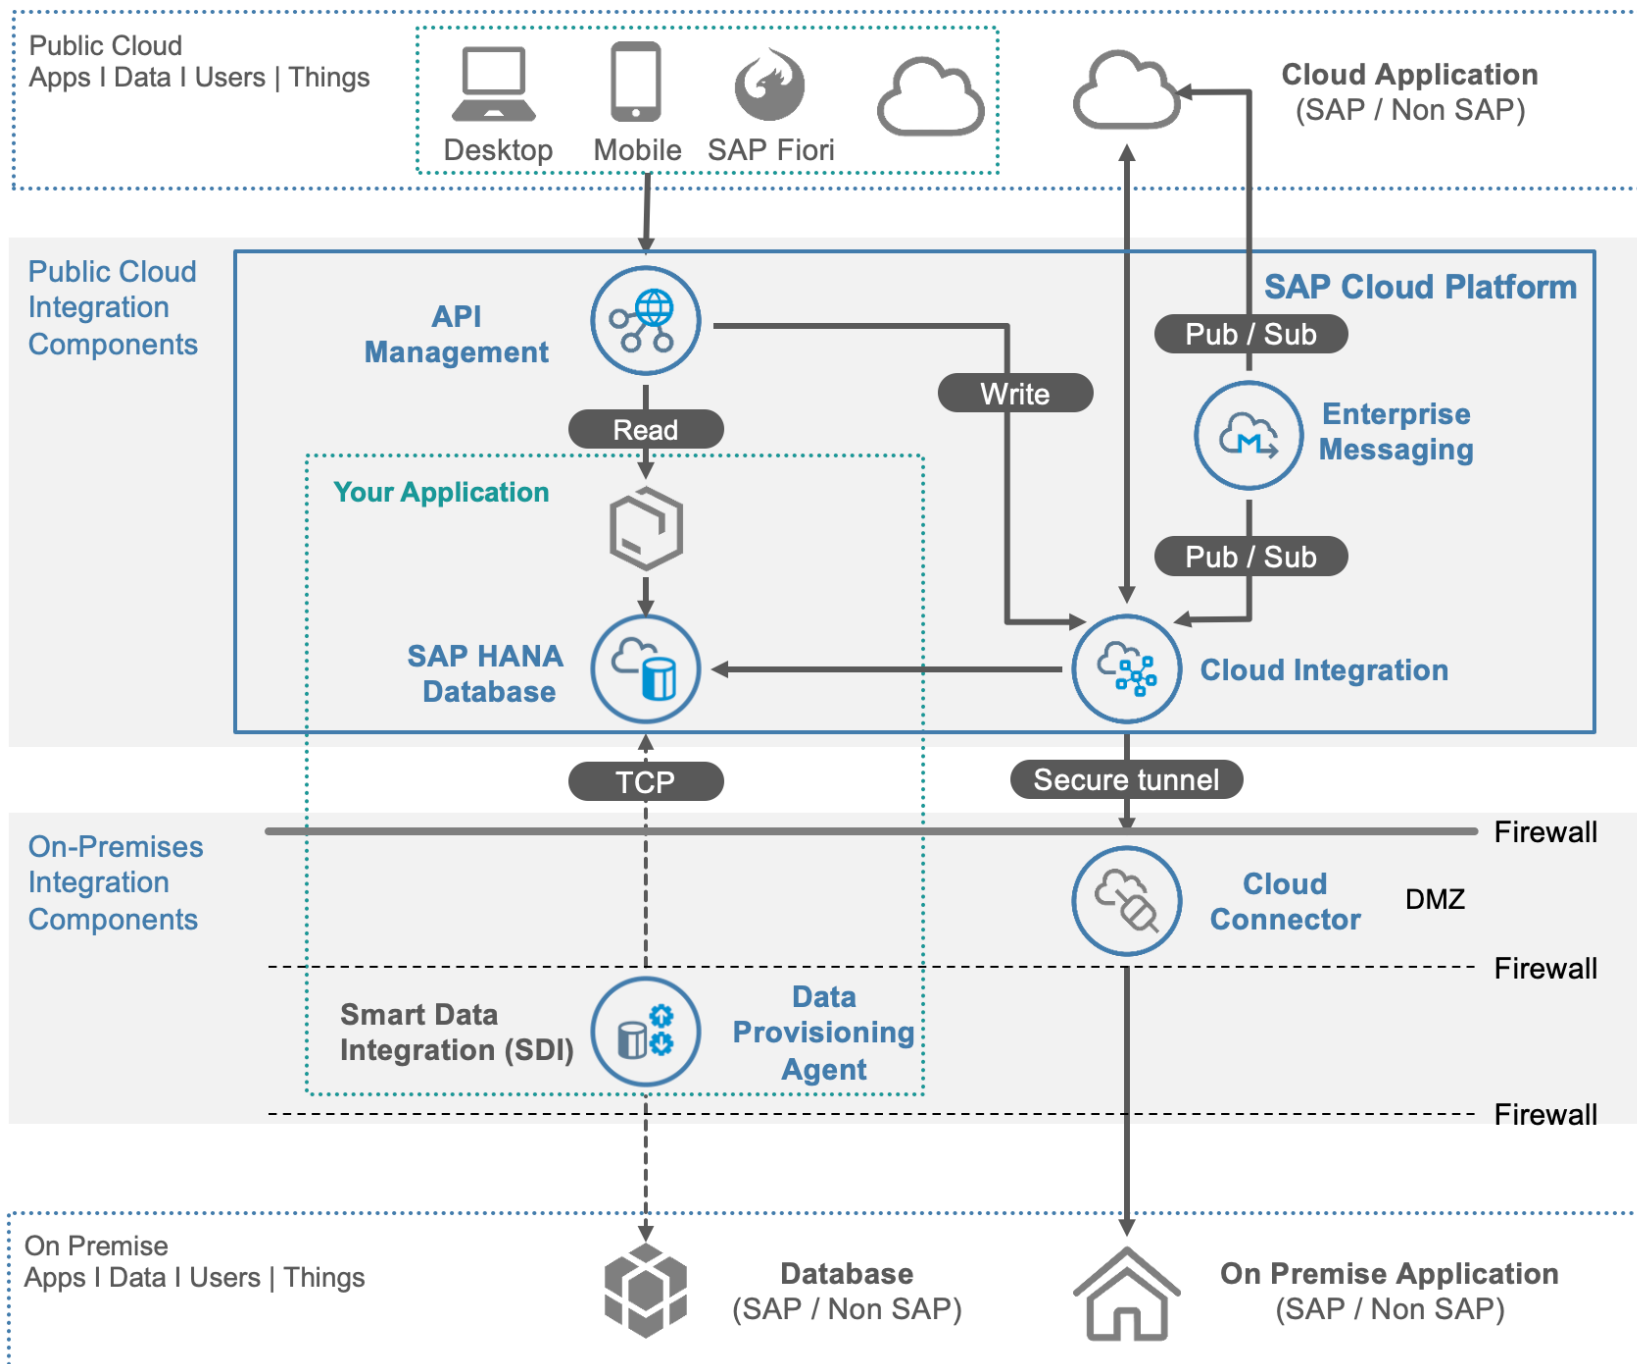 Public Cloud
Apps I Data I Users | Things
Desktop
Mobile
SAP Fiori
Cloud Application
(SAP / Non SAP)
Public Cloud
Integration
Components
SAP Cloud Platform
API
Management
Pub / Sub
Write
Read
Enterprise
Messaging
Your Application
Pub / Sub
SAP HANA
Database
Cloud Integration
TCP
Secure tunnel
On-Premises
Integration
Components
Firewall
Cloud
Connector
DMZ
Firewall
Smart Data
Integration (SDI)
Data
Provisioning
Agent
Firewall
On Premise
Apps I Data I Users | Things
Database
(SAP / Non SAP)
On Premise Application
(SAP / Non SAP)